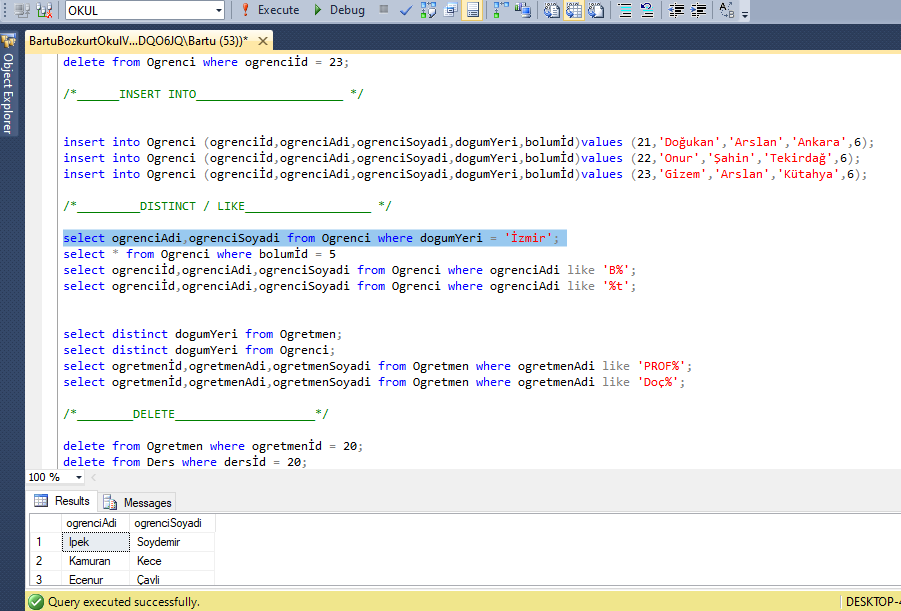 OKUL
Execute
Debug
BartuBozkurtOkulV...DQO6JQ\Bartu (53))*
Object Explorer
delete from Ogrenci where ogrenciİd = 23;
/*______INSERT INTO_____________________ */
insert into Ogrenci (ogrenciİd,ogrenciAdi,ogrenciSoyadi,dogumYeri,bolumİd)values (21,'Doğukan','Arslan','Ankara',6);
insert into Ogrenci (ogrenciİd,ogrenciAdi,ogrenciSoyadi,dogumYeri,bolumİd)values (22,'Onur','Şahin','Tekirdağ',6);
insert into Ogrenci (ogrenciİd,ogrenciAdi,ogrenciSoyadi,dogumYeri,bolumİd)values (23,'Gizem','Arslan','Kütahya',6);
/*_________DISTINCT / LIKE__________________ */
select ogrenciAdi,ogrenciSoyadi from Ogrenci where dogumYeri = 'İzmir';
select * from Ogrenci where bolumİd = 5
select ogrenciİd,ogrenciAdi,ogrenciSoyadi from Ogrenci where ogrenciAdi like 'B%';
select ogrenciİd,ogrenciAdi,ogrenciSoyadi from Ogrenci where ogrenciAdi like '%t';
select distinct dogumYeri from Ogretmen;
select distinct dogumYeri from Ogrenci;
select ogretmenİd,ogretmenAdi,ogretmenSoyadi from Ogretmen where ogretmenAdi like 'PROF%';
select ogretmenİd,ogretmenAdi,ogretmenSoyadi from Ogretmen where ogretmenAdi like 'Doç%';
/*________DELETE____________________*/
delete from Ogretmen where ogretmenİd = 20;
delete from Ders where dersİd = 20;
100 %
Results Messages
ogrenciAdi ogrenciSoyadi
1 İpek Soydemir
2 Kamuran Kece
3 Ecenur Çavli
Query executed successfully.
DESKTOP-4